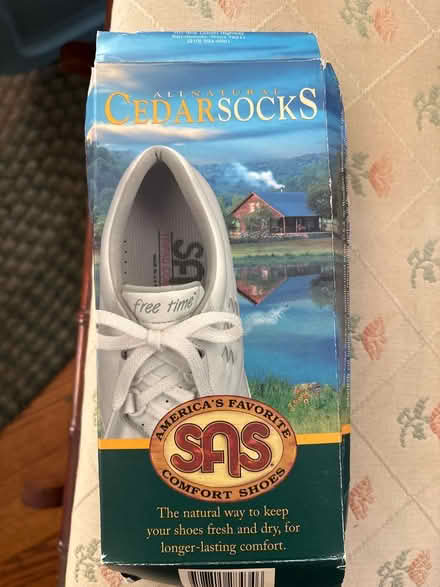 ALL NATURAL
CEDARSOCKS
SAS
free time
AMERICA'S FAVORITE
SAS
COMFORT SHOES
The natural way to keep
your shoes fresh and dry, for
longer-lasting comfort.